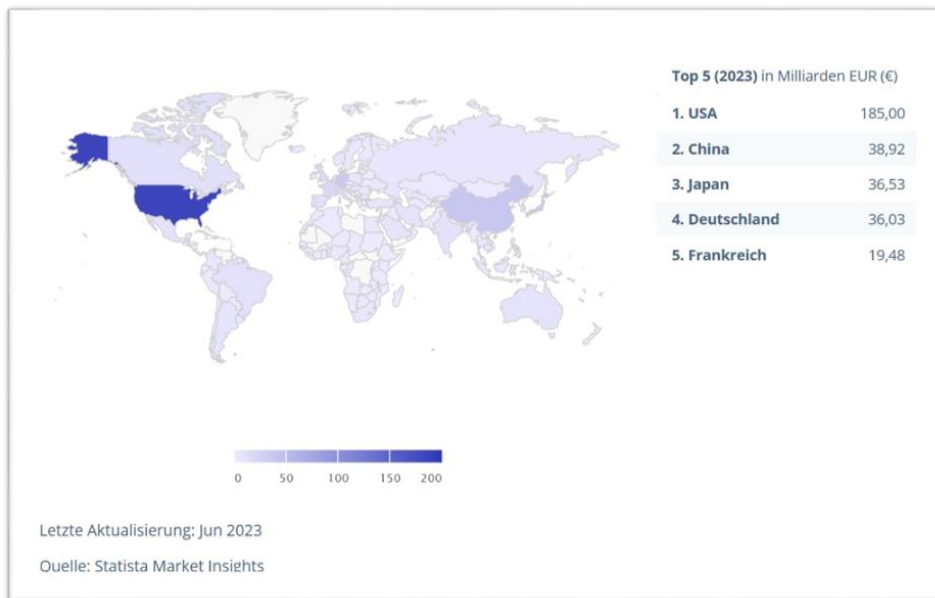 Top 5 (2023) in Milliarden EUR (€)
1. USA 185,00
2. China 38,92
3. Japan 36,53
4. Deutschland 36,03
5. Frankreich 19,48
0 50 100 150 200
Letzte Aktualisierung: Jun 2023
Quelle: Statista Market Insights